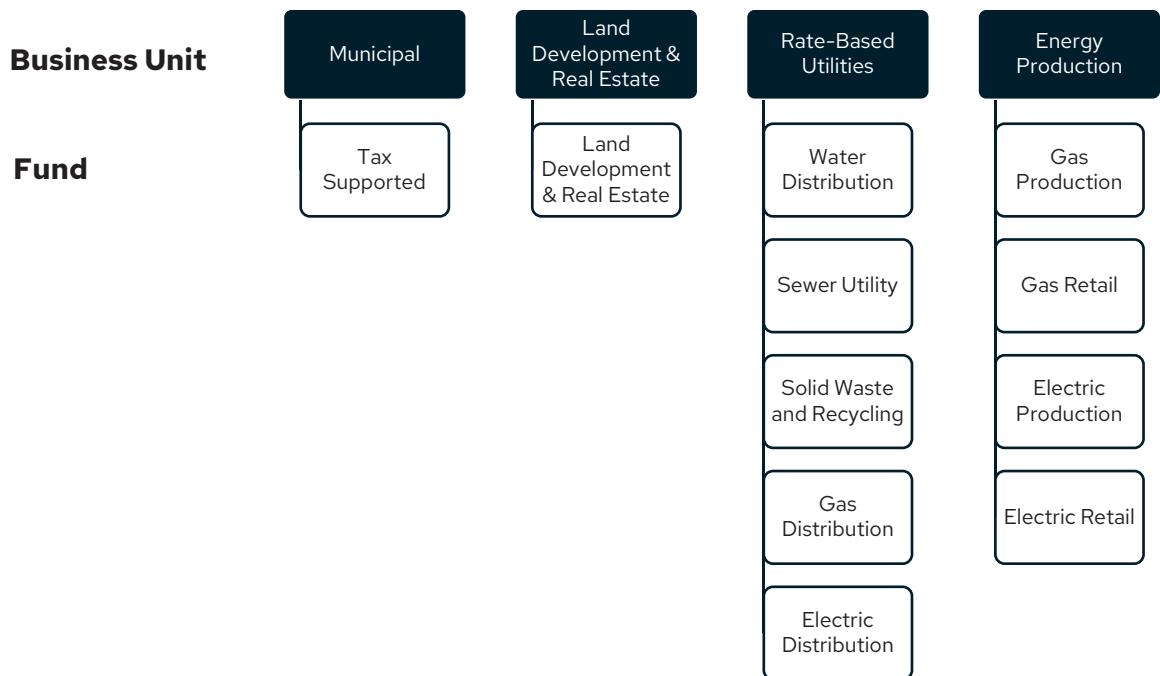 Business Unit
Municipal
Land
Development &
Real Estate
Rate-Based
Utilities
Energy
Production
Fund
Tax
Supported
Land
Development
& Real Estate
Water
Distribution
Gas
Production
Sewer Utility
Gas Retail
Solid Waste
and Recycling
Electric
Production
Gas
Distribution
Electric Retail
Electric
Distribution